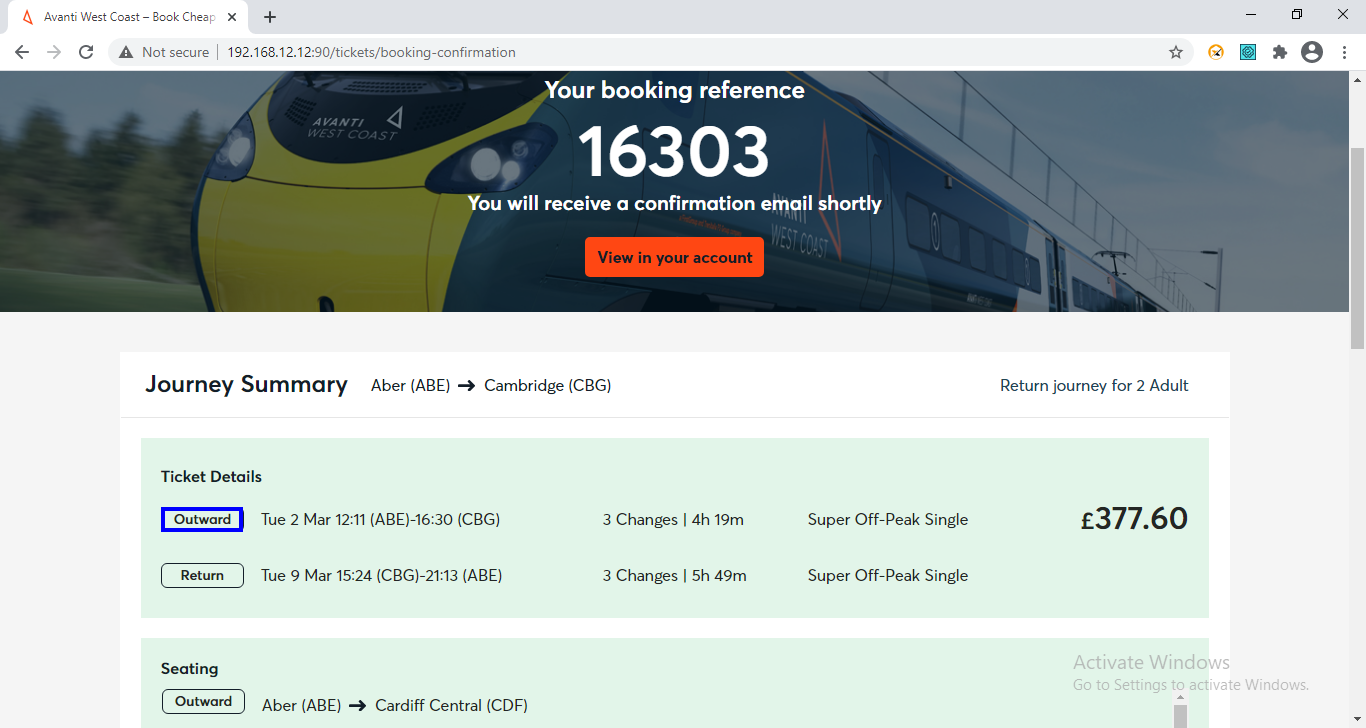 Avanti West Coast – Book Cheap
Not secure | 192.168.12.12:90/tickets/booking-confirmation
Your booking reference
AVANTI
WEST COAST
16303
You will receive a confirmation email shortly
AVANTI
WEST COAST
View in your account
Journey Summary Aber (ABE) → Cambridge (CBG) Return journey for 2 Adult
Ticket Details
Outward Tue 2 Mar 12:11 (ABE)-16:30 (CBG) 3 Changes | 4h 19m Super Off-Peak Single £377.60
Return Tue 9 Mar 15:24 (CBG)-21:13 (ABE) 3 Changes | 5h 49m Super Off-Peak Single
Seating
Outward Aber (ABE) → Cardiff Central (CDF)
Activate Windows
Go to Settings to activate Windows.